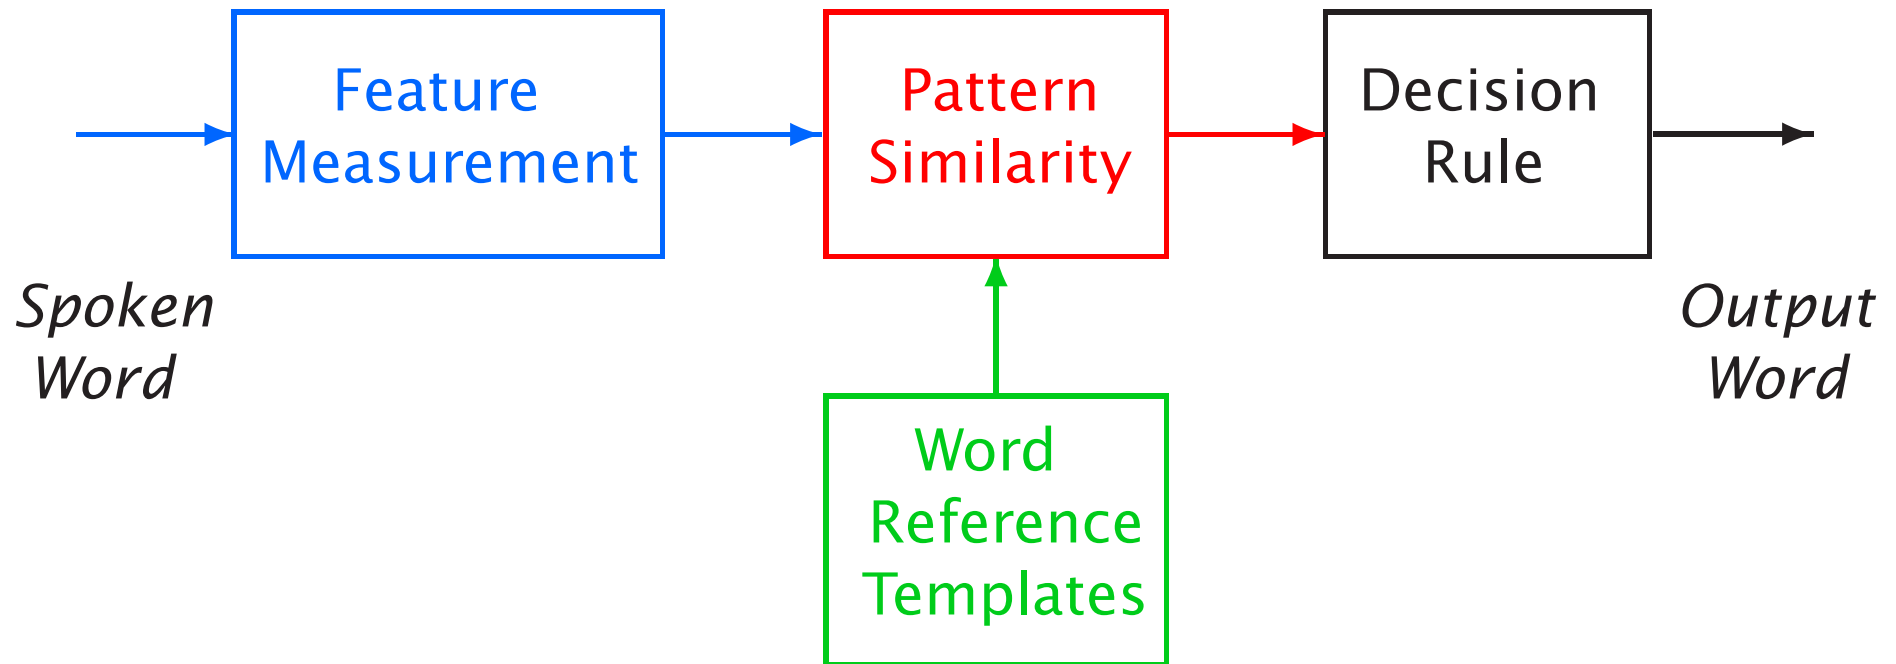 Feature
Measurement
Pattern
Similarity
Decision
Rule
Spoken
Word
Output
Word
Word
Reference
Templates